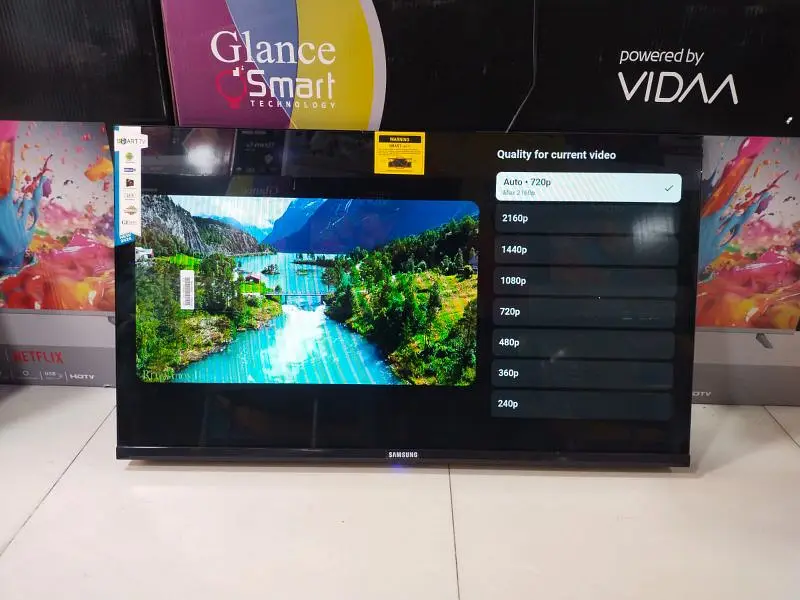 Glance
Smart
TECHNOLOGY
powered by
VIDAA
SMART TV
WARNING
Quality for current video
Auto • 720p
Max 2160p
2160p
1440p
1080p
720p
480p
360p
240p
NETFLIX
HDTV
SAMSUNG